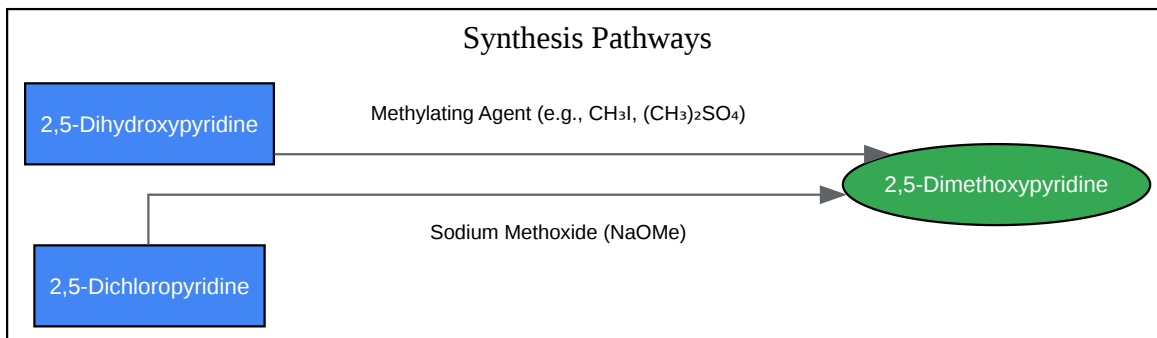 Synthesis Pathways
2,5-Dihydroxypyridine
Methylating Agent (e.g., CH₃I, (CH₃)₂SO₄)
2,5-Dimethoxypyridine
Sodium Methoxide (NaOMe)
2,5-Dichloropyridine